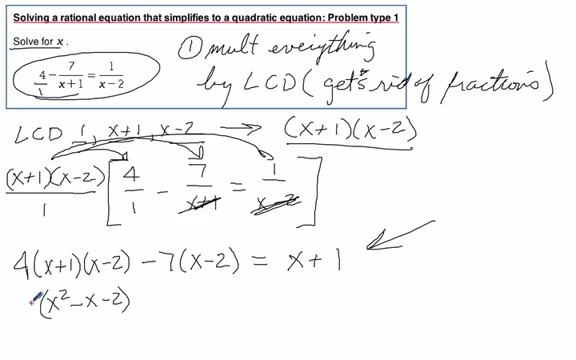 Solving a rational equation that simplifies to a quadratic equation: Problem type 1
Solve for x.
4/1 - 7/(x+1) = 1/(x-2)
① mult everything
by LCD (gets rid of fractions)
LCD 1, x+1, x-2 → (x+1)(x-2)
(x+1)(x-2)/1 [4/1 - 7/(x+1) = 1/(x-2)]
4(x+1)(x-2) - 7(x-2) = x+1
(x² - x - 2)